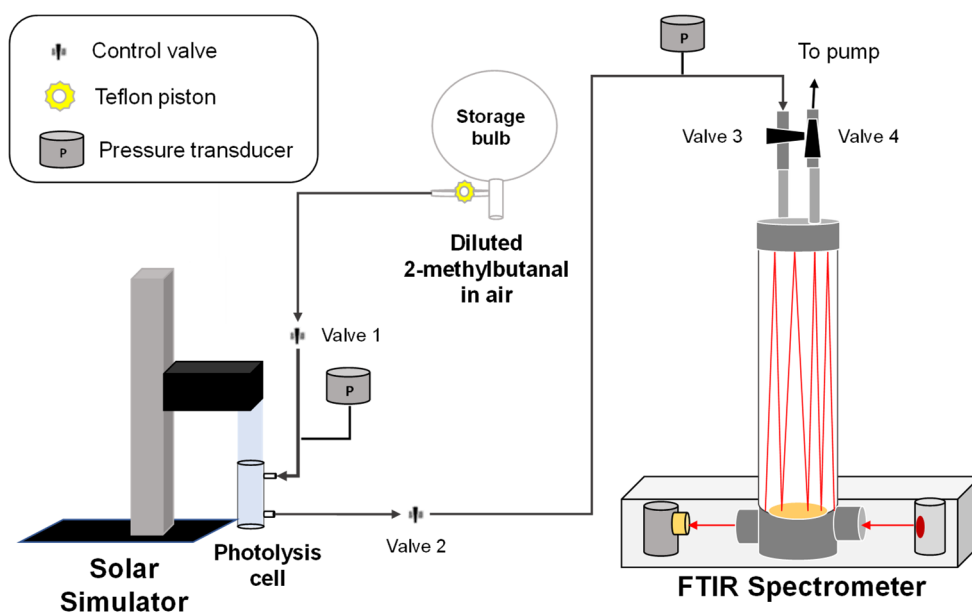 Control valve
Teflon piston
P
Pressure transducer
Storage
bulb
Diluted
2-methylbutanal
in air
P
To pump
Valve 3
Valve 4
Valve 1
P
Valve 2
Photolysis
cell
Solar
Simulator
FTIR Spectrometer